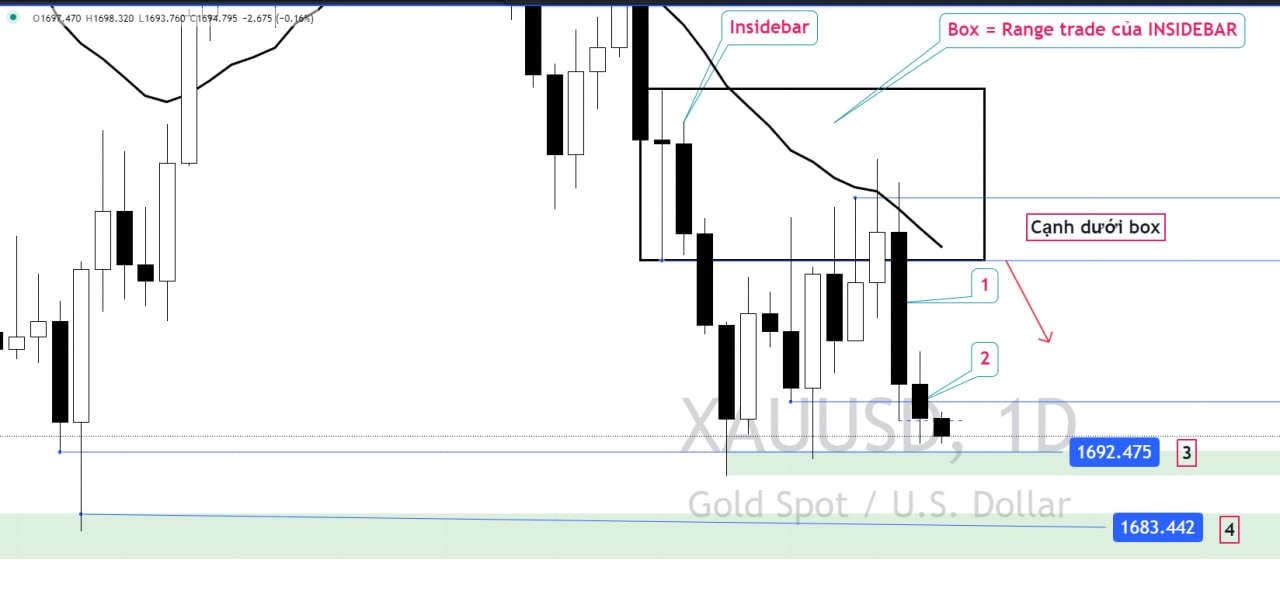 O1697.470 H1698.320 L1693.760 C1694.795 −2.675 (−0.16%)
Insidebar
Box = Range trade của INSIDEBAR
Cạnh dưới box
1
2
XAUUSD, 1D
1692.475
3
Gold Spot / U.S. Dollar
1683.442
4